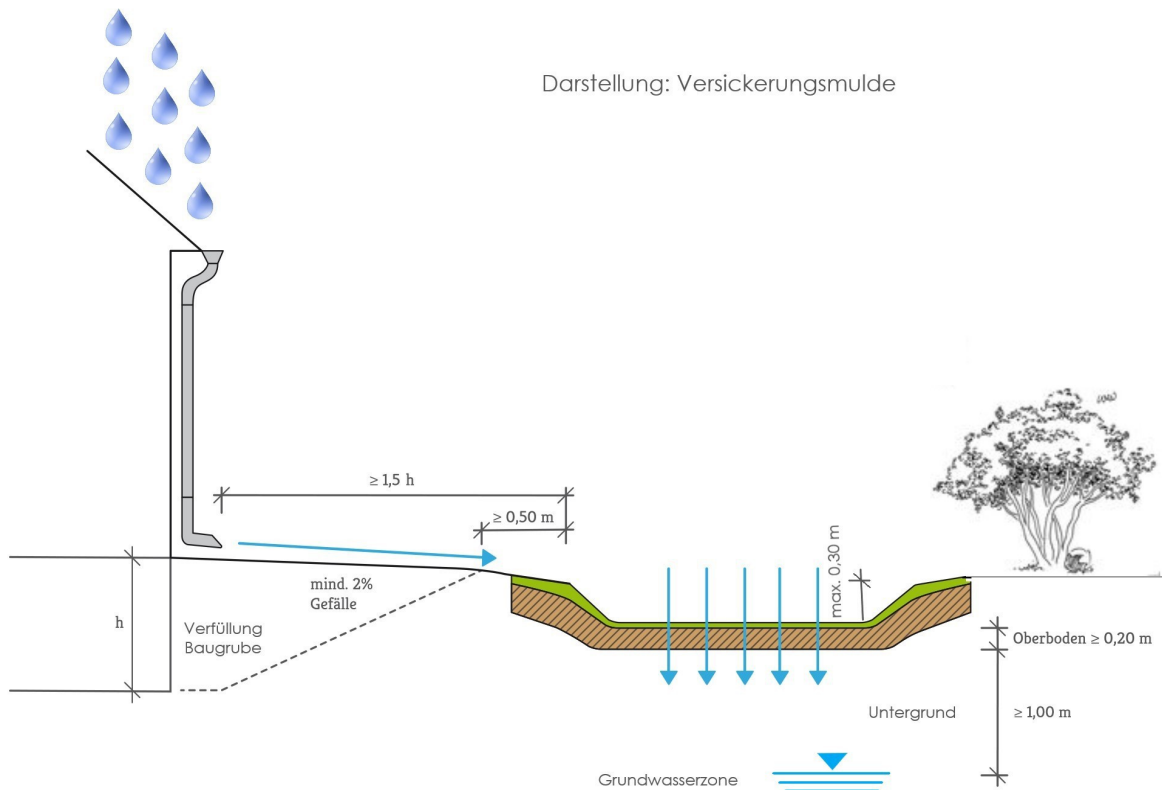 Darstellung: Versickerungsmulde
≥ 1,5 h
≥ 0,50 m
max. 0,30 m
mind. 2%
Gefälle
h
Verfüllung
Baugrube
Oberboden ≥ 0,20 m
Untergrund
≥ 1,00 m
Grundwasserzone